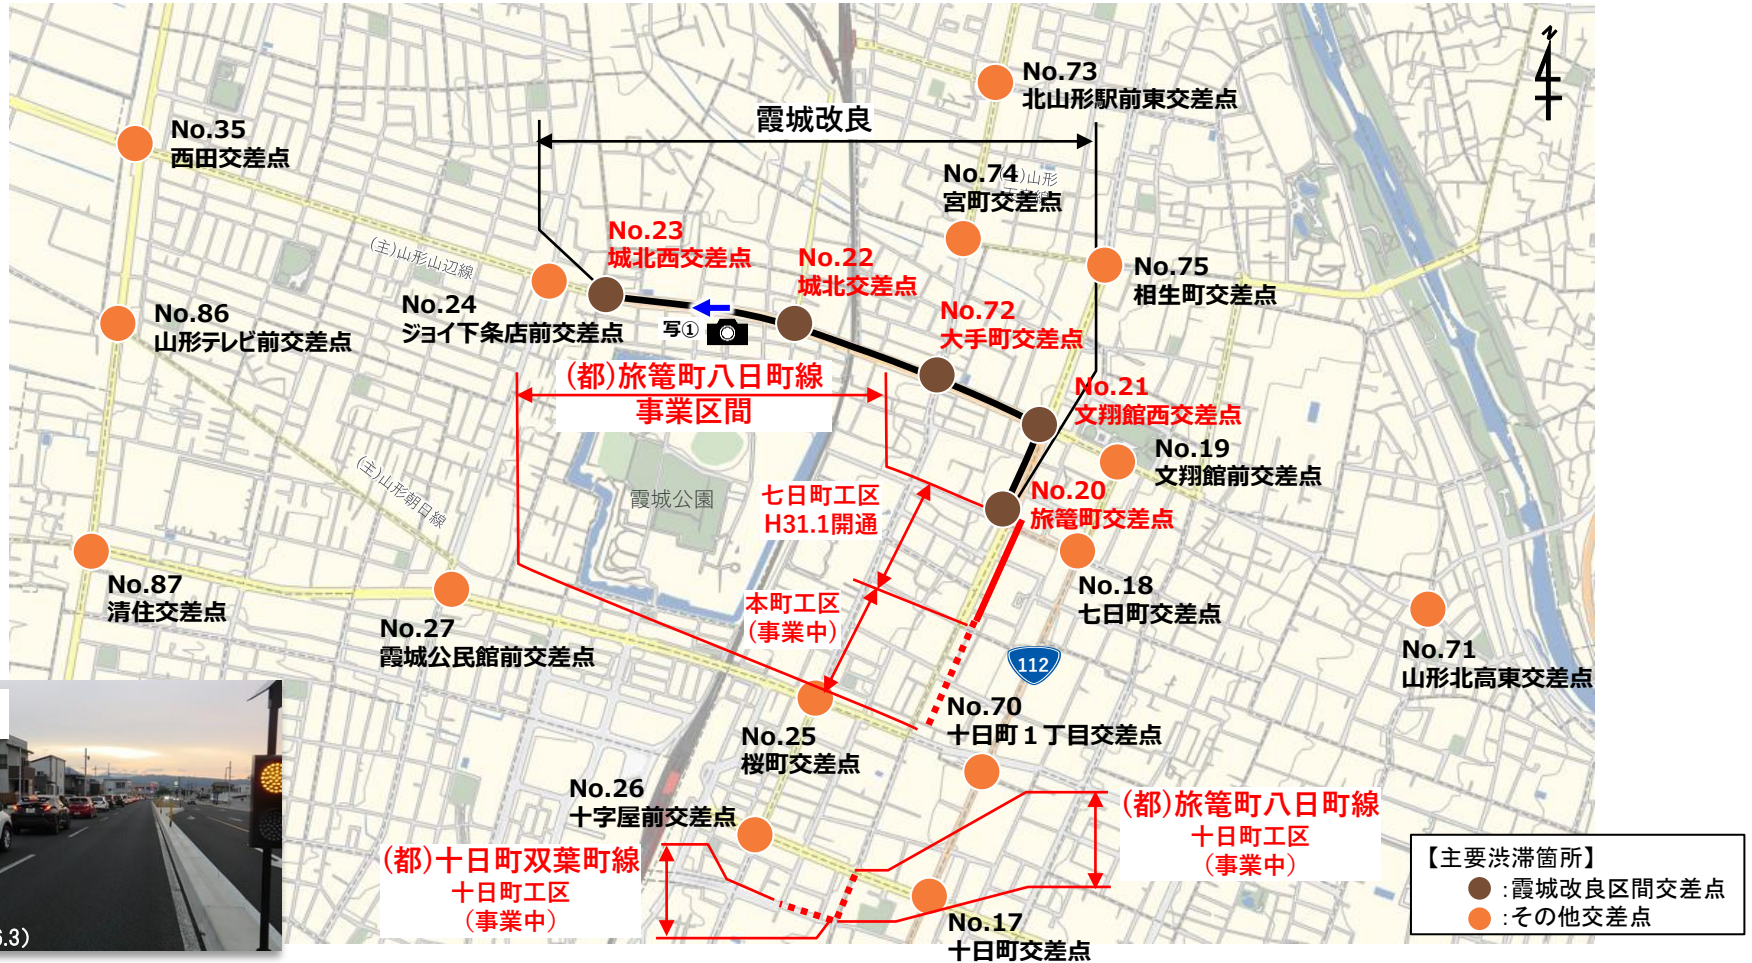 No.73
北山形駅前東交差点
霞城改良
No.35
西田交差点
No.74
(主)山形
宮町交差点
No.23
城北西交差点
No.22
城北交差点
(主)山形山辺線
No.75
相生町交差点
No.24
ジョイ下条店前交差点
写①
No.72
大手町交差点
No.86
山形テレビ前交差点
(都)旅篭町八日町線
事業区間
No.21
文翔館西交差点
No.19
文翔館前交差点
(主)山形朝日線
霞城公園
七日町工区
H31.1開通
No.20
旅篭町交差点
No.87
清住交差点
本町工区
(事業中)
No.18
七日町交差点
No.27
霞城公民館前交差点
112
No.71
山形北高東交差点
No.70
十日町1丁目交差点
No.25
桜町交差点
No.26
十字屋前交差点
(都)旅篭町八日町線
十日町工区
(事業中)
(都)十日町双葉町線
十日町工区
(事業中)
No.17
十日町交差点
【主要渋滞箇所】
:霞城改良区間交差点
:その他交差点
.3)